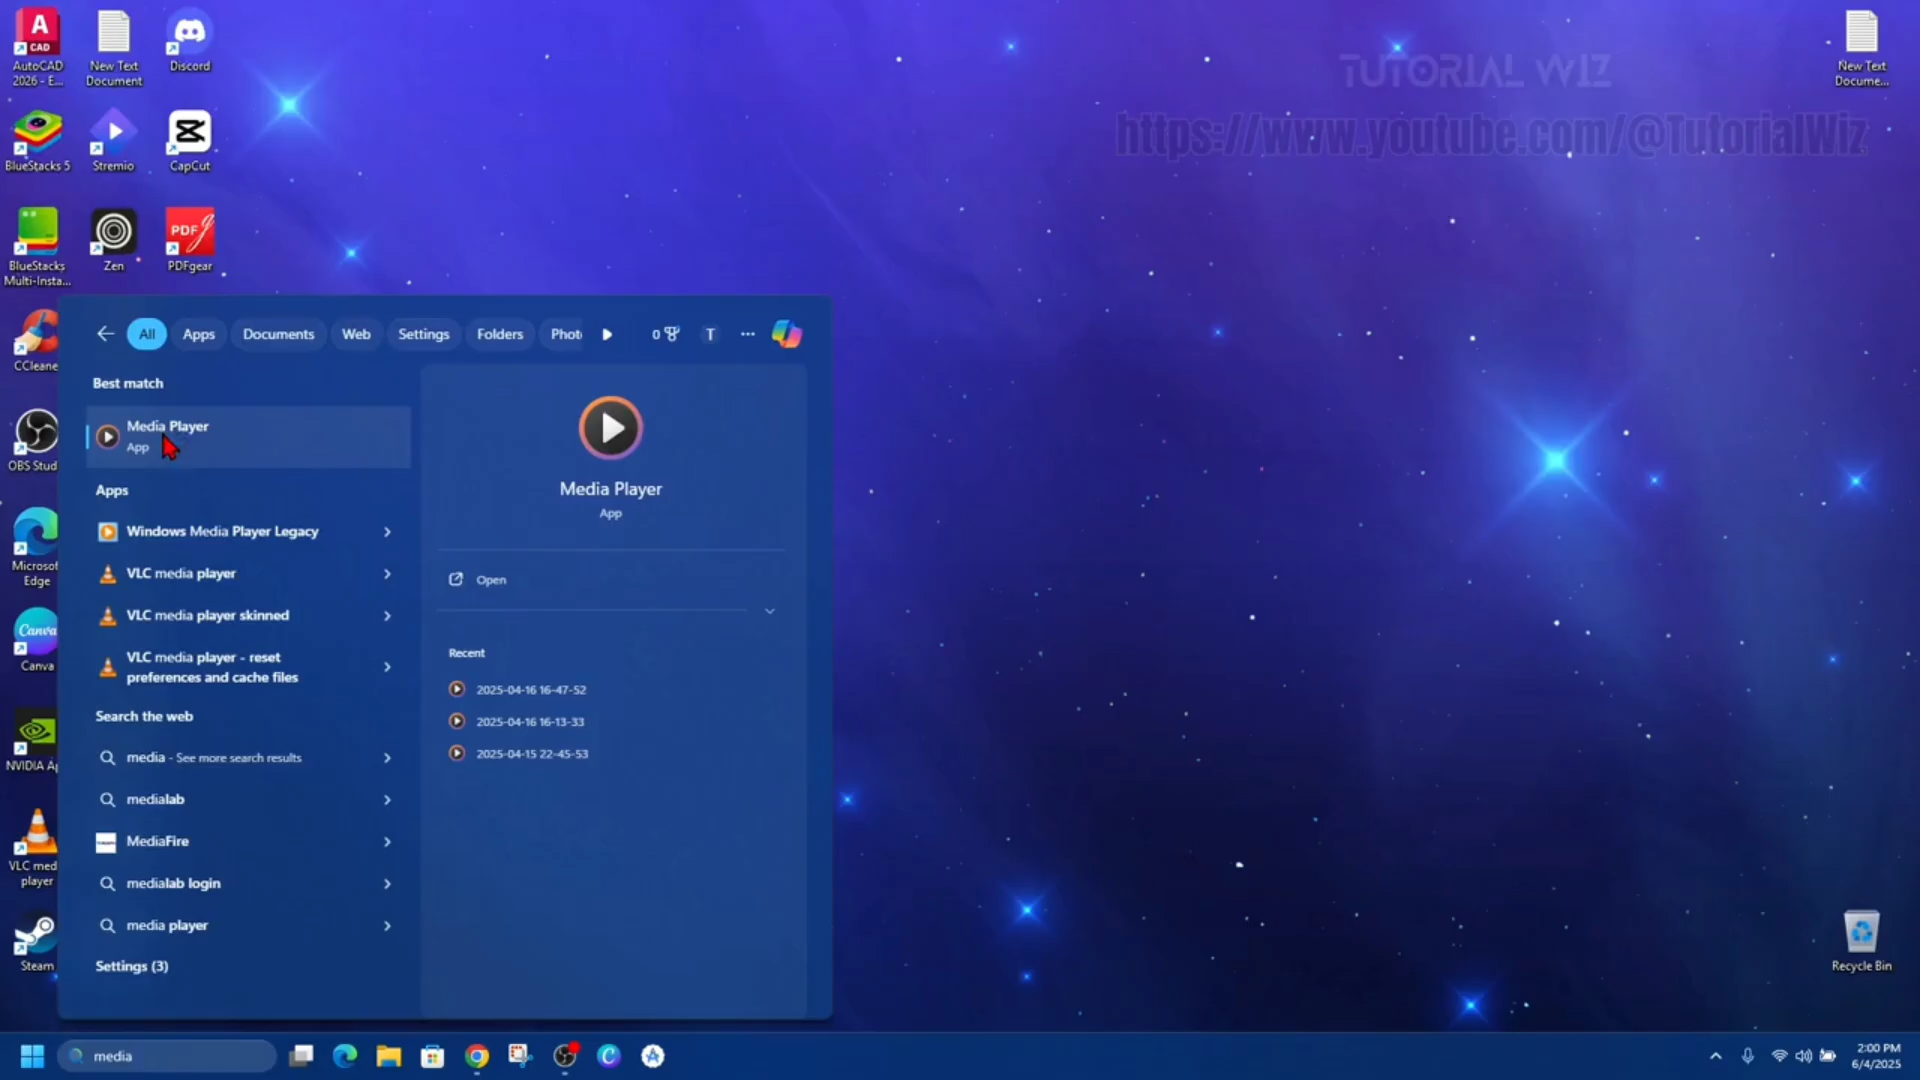 A
CAD
AutoCAD
2026 - E...
New Text
Document
Discord
TUTORIAL WIZ
https://www.youtube.com/@TutorialWiz
New Text
Docume...
BlueStacks 5
Stremio
CapCut
BlueStacks
Multi-Insta...
Zen
PDF
PDFgear
CCleane
OBS Stud
Microsof
Edge
Canva
Canva
NVIDIA Ap
VLC med
player
Steam
All
Apps
Documents
Web
Settings
Folders
Phot
0
T
Best match
Media Player
App
Apps
Windows Media Player Legacy
VLC media player
VLC media player skinned
VLC media player - reset
preferences and cache files
Search the web
media - See more search results
medialab
MediaFire
medialab login
media player
Settings (3)
Media Player
App
Open
Recent
2025-04-16 16-47-52
2025-04-16 16-13-33
2025-04-15 22-45-53
Recycle Bin
media
2:00 PM
6/4/2025